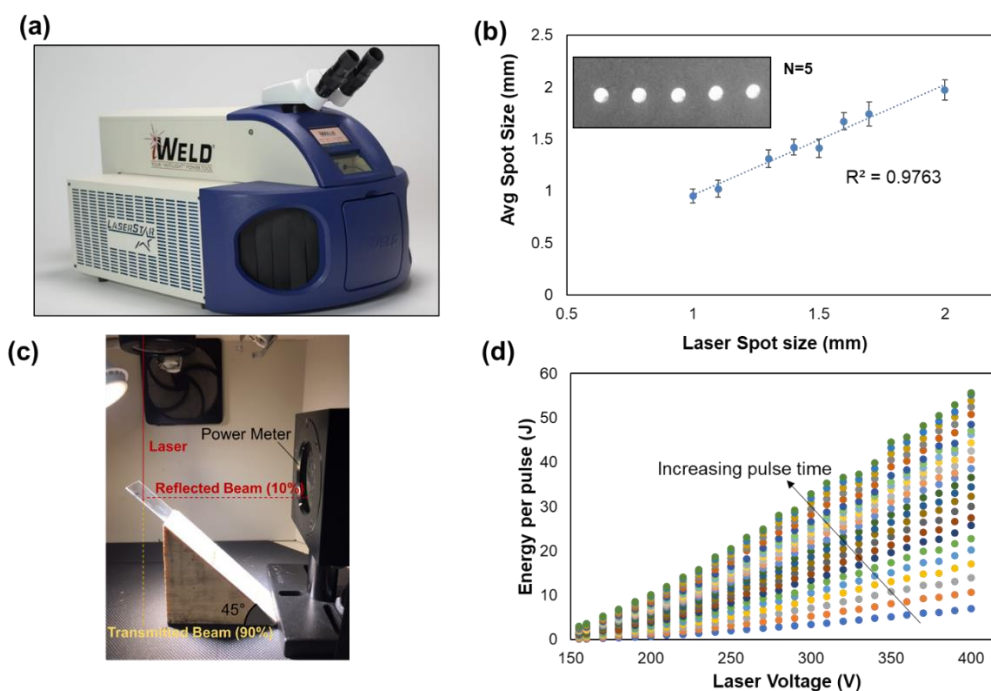 (a)
iWELD®
LASERSTAR
(b)
Avg Spot Size (mm)
2.5
2
1.5
1
0.5
0
N=5
R² = 0.9763
0.5
1
1.5
2
Laser Spot size (mm)
(c)
Power Meter
Laser
Reflected Beam (10%)
45°
Transmitted Beam (90%)
(d)
Energy per pulse (J)
60
50
40
30
20
10
0
Increasing pulse time
150
200
250
300
350
400
Laser Voltage (V)